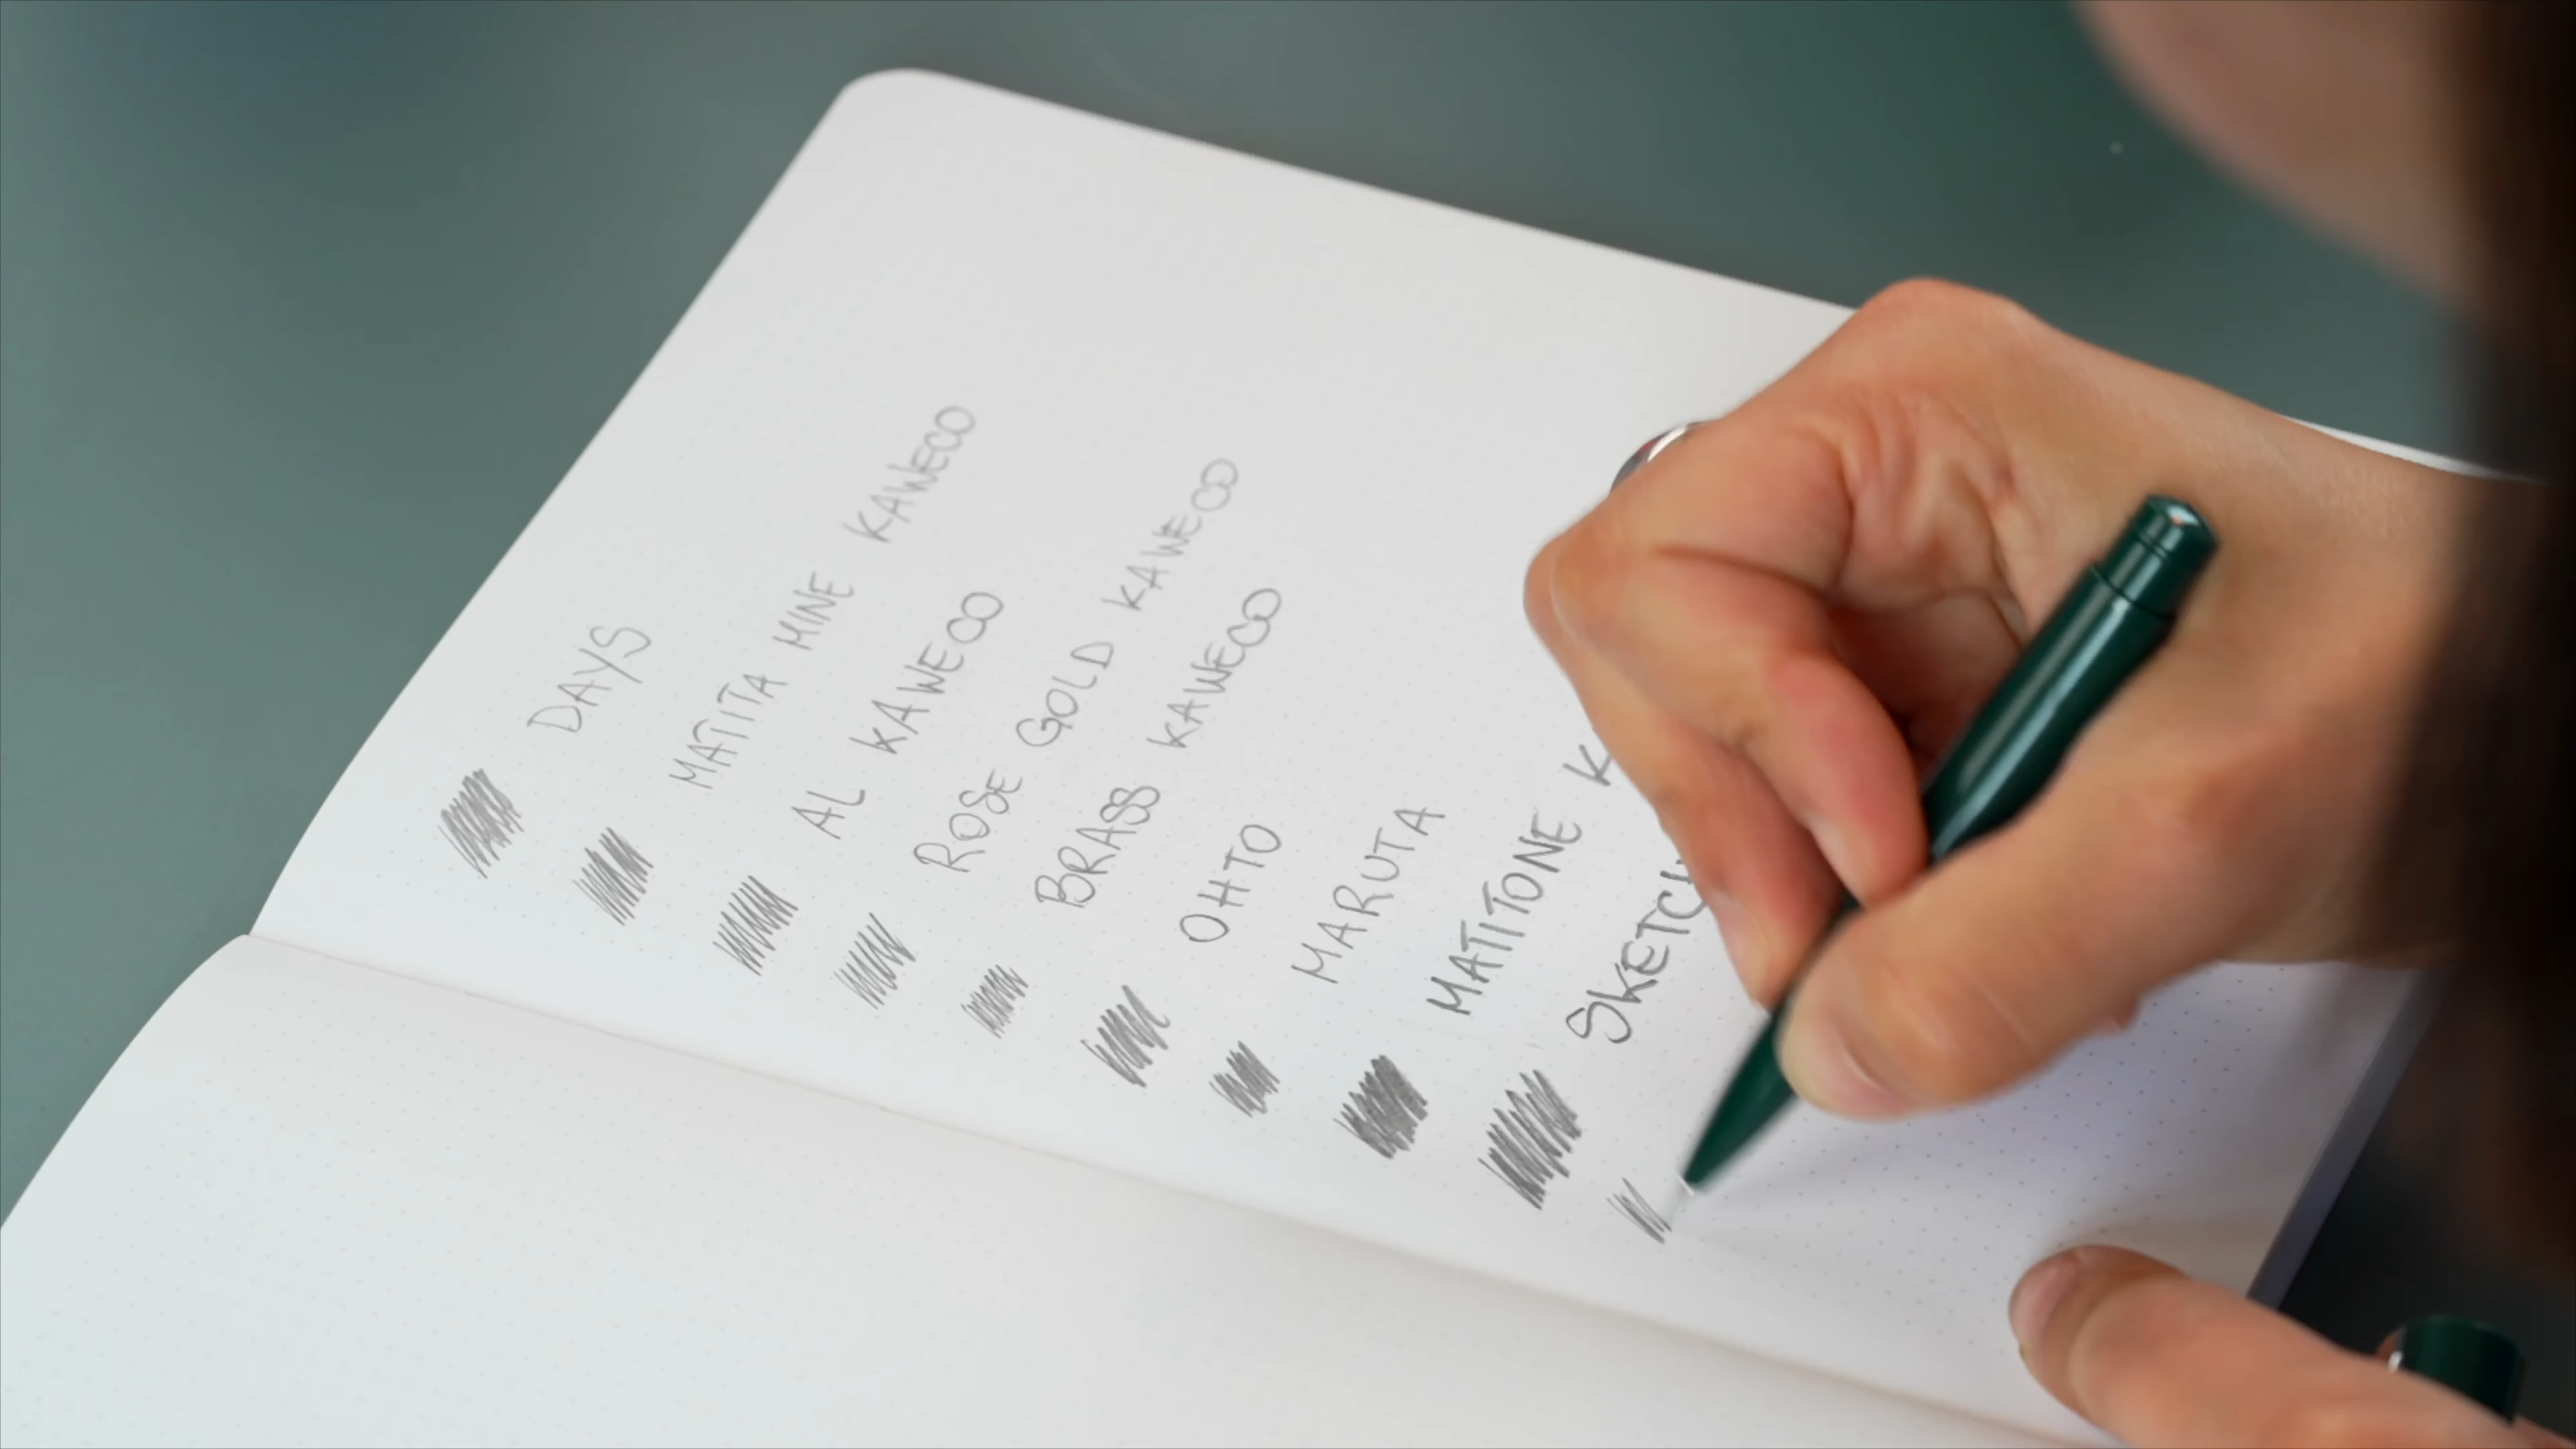 DAYS
MATITA MINE KAWECO
AL KAWECO
ROSE GOLD KAWECO
BRASS KAWECO
OHTO
MARUTA
MATITONE K